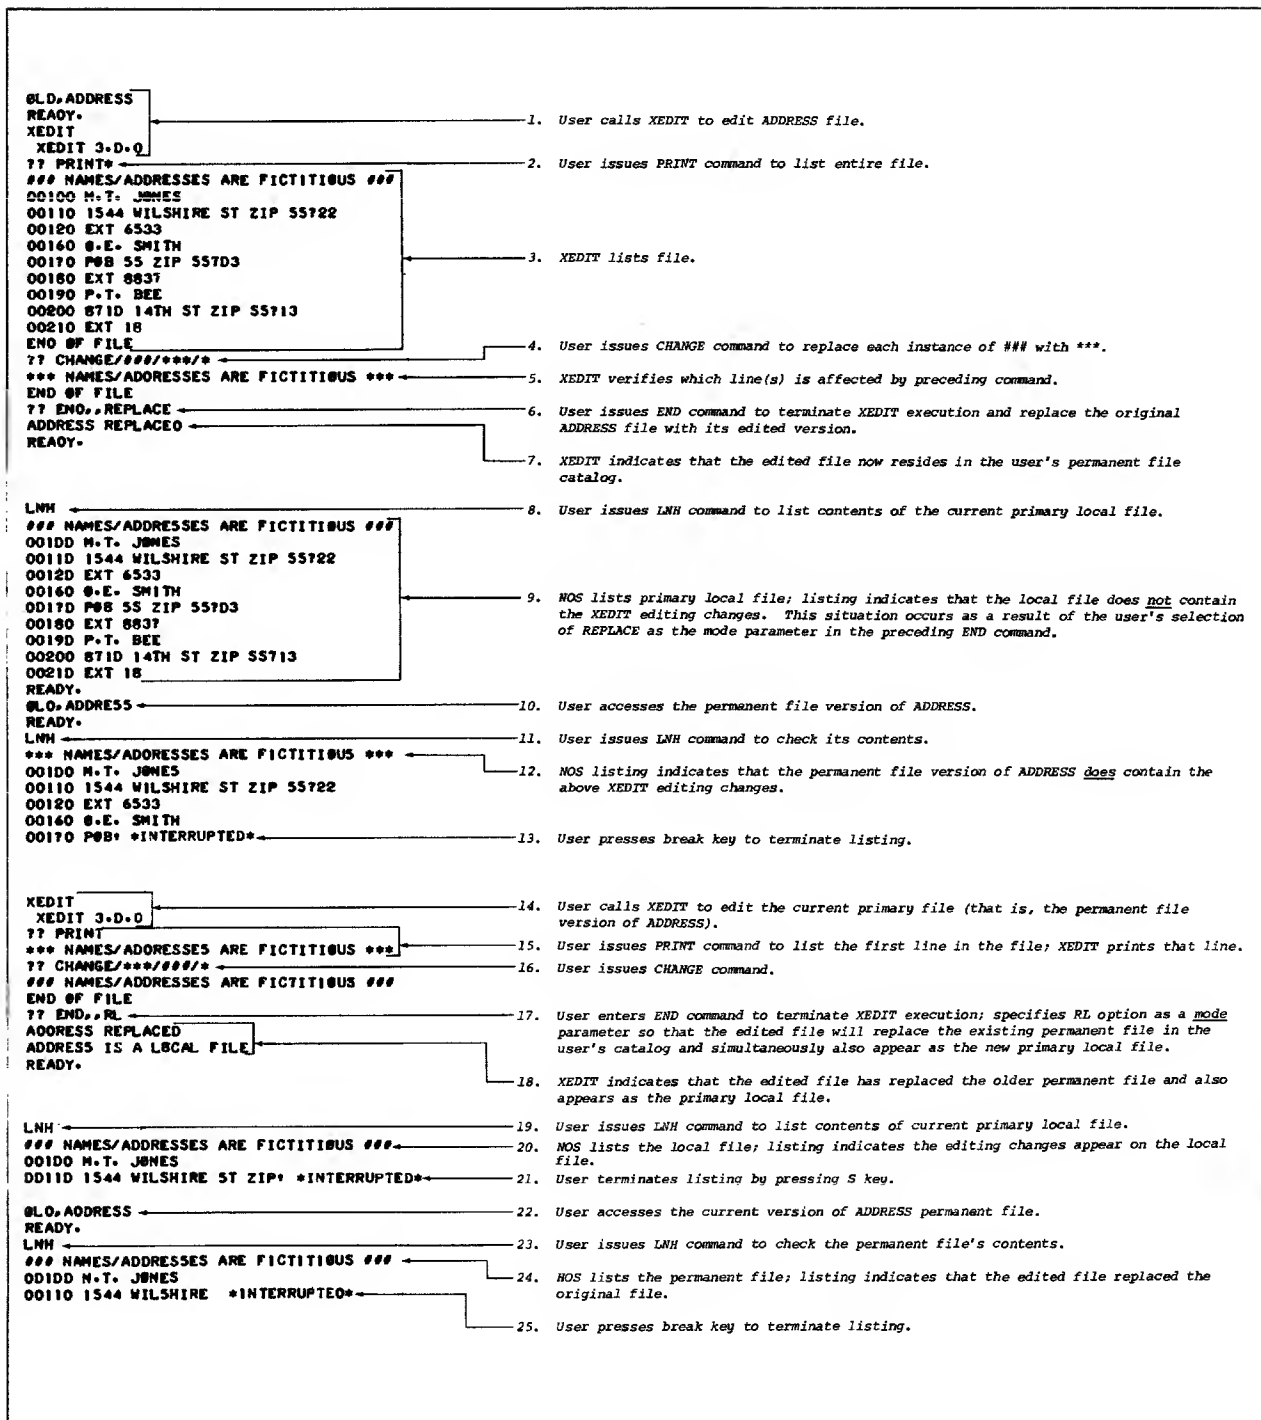 OLD,ADDRESS
READY.
XEDIT
XEDIT 3.0.0
?? PRINT*
### NAMES/ADDRESSES ARE FICTITIOUS ###
00100 M.T. JONES
00110 1544 WILSHIRE ST ZIP 55722
00120 EXT 6533
00160 O.E. SMITH
00170 POB 55 ZIP 55703
00180 EXT 8837
00190 P.T. BEE
00200 8710 14TH ST ZIP 55713
00210 EXT 18
END OF FILE
?? CHANGE/###/***/*
*** NAMES/ADDRESSES ARE FICTITIOUS ***
END OF FILE
?? END,,REPLACE
ADDRESS REPLACED
READY.
1. User calls XEDIT to edit ADDRESS file.
2. User issues PRINT command to list entire file.
3. XEDIT lists file.
4. User issues CHANGE command to replace each instance of ### with ***.
5. XEDIT verifies which line(s) is affected by preceding command.
6. User issues END command to terminate XEDIT execution and replace the original
ADDRESS file with its edited version.
7. XEDIT indicates that the edited file now resides in the user's permanent file
catalog.
LNH
### NAMES/ADDRESSES ARE FICTITIOUS ###
00100 M.T. JONES
00110 1544 WILSHIRE ST ZIP 55722
00120 EXT 6533
00160 O.E. SMITH
00170 POB 55 ZIP 55703
00180 EXT 8837
00190 P.T. BEE
00200 8710 14TH ST ZIP 55713
00210 EXT 18
READY.
OLD,ADDRESS
READY.
LNH
*** NAMES/ADDRESSES ARE FICTITIOUS ***
00100 M.T. JONES
00110 1544 WILSHIRE ST ZIP 55722
00120 EXT 6533
00160 O.E. SMITH
00170 POB' *INTERRUPTED*
8. User issues LNH command to list contents of the current primary local file.
9. NOS lists primary local file; listing indicates that the local file does not contain
the XEDIT editing changes. This situation occurs as a result of the user's selection
of REPLACE as the mode parameter in the preceding END command.
10. User accesses the permanent file version of ADDRESS.
11. User issues LNH command to check its contents.
12. NOS listing indicates that the permanent file version of ADDRESS does contain the
above XEDIT editing changes.
13. User presses break key to terminate listing.
XEDIT
XEDIT 3.0.0
?? PRINT
*** NAMES/ADDRESSES ARE FICTITIOUS ***
?? CHANGE/***/###/*
### NAMES/ADDRESSES ARE FICTITIOUS ###
END OF FILE
?? END,,RL
ADDRESS REPLACED
ADDRESS IS A LOCAL FILE
READY.
14. User calls XEDIT to edit the current primary file (that is, the permanent file
version of ADDRESS).
15. User issues PRINT command to list the first line in the file; XEDIT prints that line.
16. User issues CHANGE command.
17. User enters END command to terminate XEDIT execution; specifies RL option as a mode
parameter so that the edited file will replace the existing permanent file in the
user's catalog and simultaneously also appear as the new primary local file.
18. XEDIT indicates that the edited file has replaced the older permanent file and also
appears as the primary local file.
LNH
### NAMES/ADDRESSES ARE FICTITIOUS ###
00100 M.T. JONES
00110 1544 WILSHIRE ST ZIP' *INTERRUPTED*
19. User issues LNH command to list contents of current primary local file.
20. NOS lists the local file; listing indicates the editing changes appear on the local
file.
21. User terminates listing by pressing S key.
OLD,ADDRESS
READY.
LNH
### NAMES/ADDRESSES ARE FICTITIOUS ###
00100 M.T. JONES
00110 1544 WILSHIRE *INTERRUPTED*
22. User accesses the current version of ADDRESS permanent file.
23. User issues LNH command to check the permanent file's contents.
24. NOS lists the permanent file; listing indicates that the edited file replaced the
original file.
25. User presses break key to terminate listing.